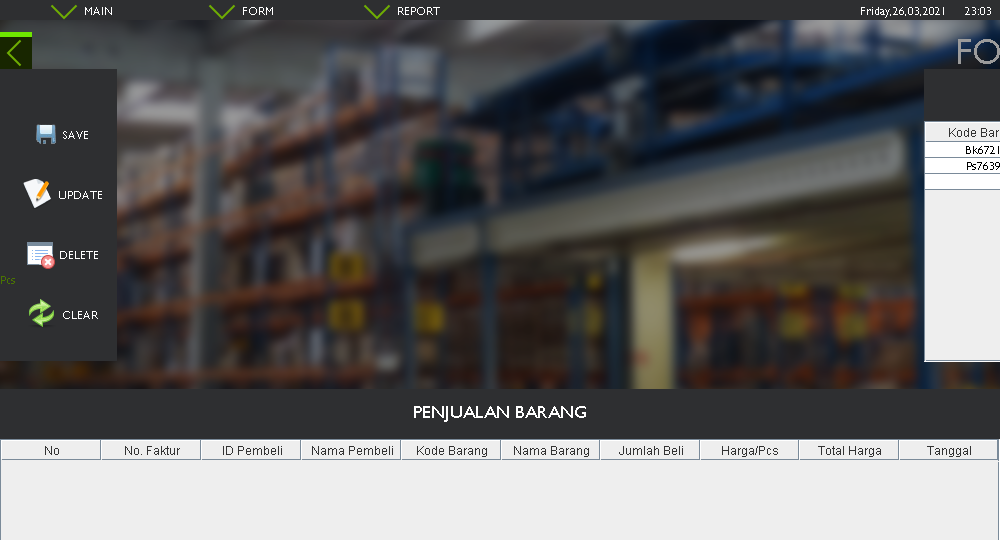 MAIN FORM REPORT Friday,26,03,2021 23:03
FO
SAVE
Kode Bar
Bk6721
Ps7639
UPDATE
DELETE
Pcs
CLEAR
PENJUALAN BARANG
No No. Faktur ID Pembeli Nama Pembeli Kode Barang Nama Barang Jumlah Beli Harga/Pcs Total Harga Tanggal